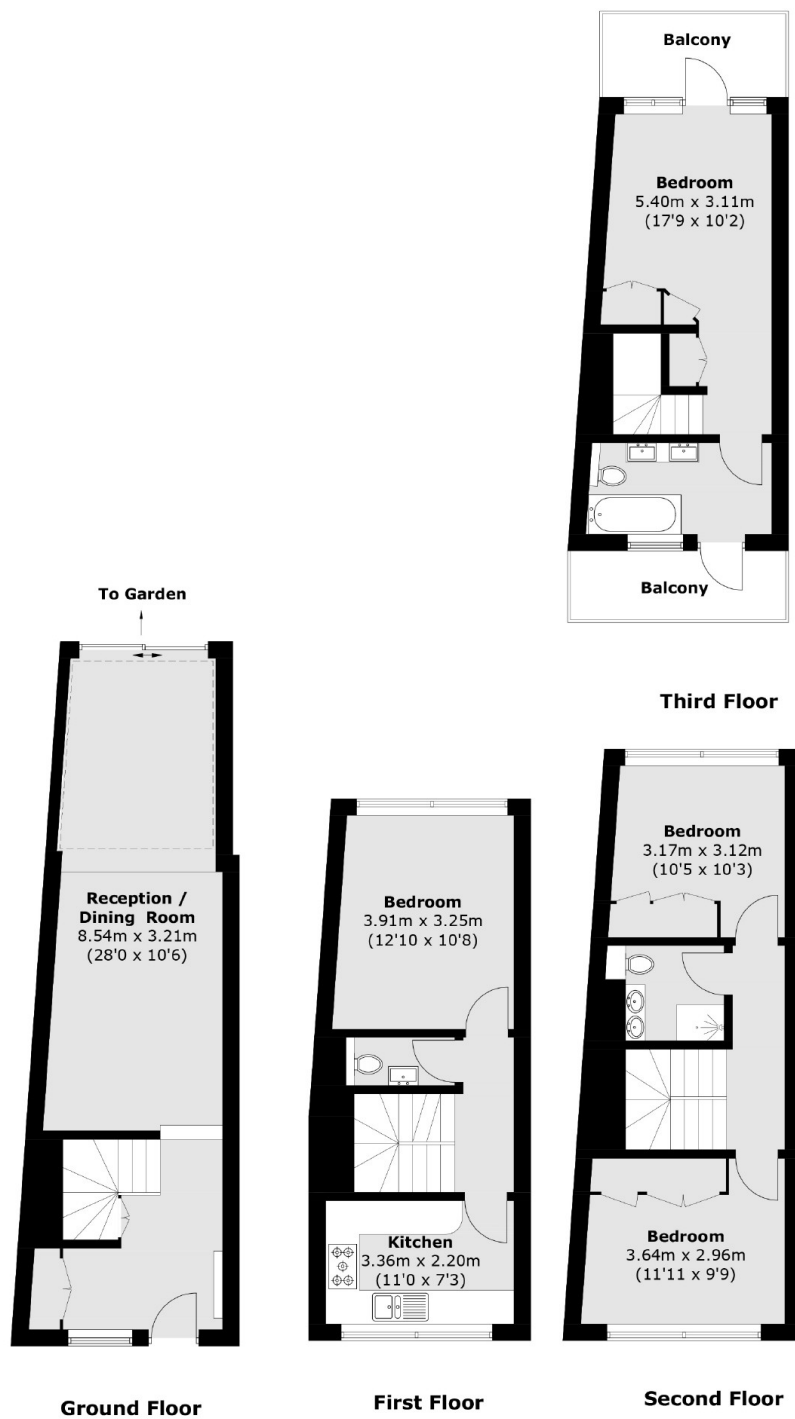 Balcony
Bedroom
5.40m x 3.11m
(17'9 x 10'2)
Balcony
Third Floor
To Garden
Reception /
Dining Room
8.54m x 3.21m
(28'0 x 10'6)
Ground Floor
Bedroom
3.91m x 3.25m
(12'10 x 10'8)
Kitchen
3.36m x 2.20m
(11'0 x 7'3)
First Floor
Bedroom
3.17m x 3.12m
(10'5 x 10'3)
Bedroom
3.64m x 2.96m
(11'11 x 9'9)
Second Floor